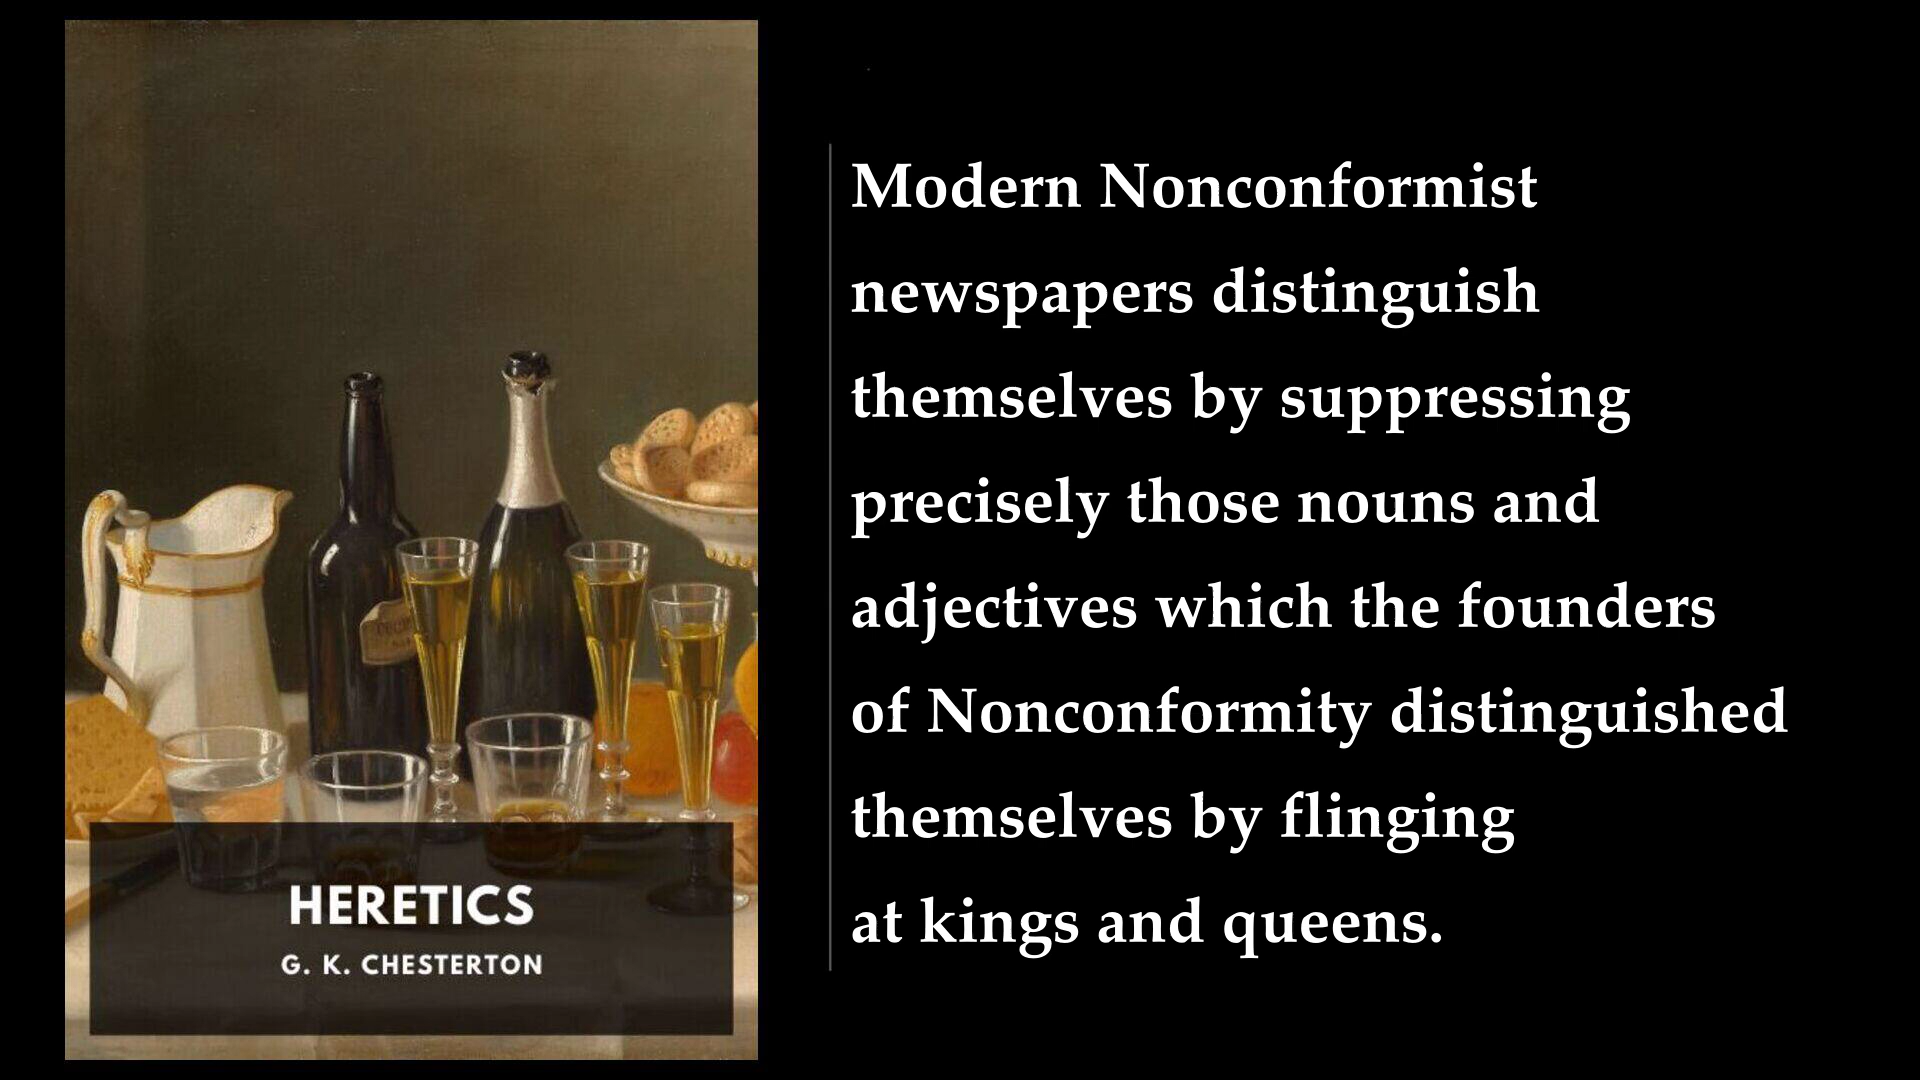 Modern Nonconformist
newspapers distinguish
themselves by suppressing
precisely those nouns and
adjectives which the founders
of Nonconformity distinguished
themselves by flinging
at kings and queens.
HERETICS
G. K. CHESTERTON